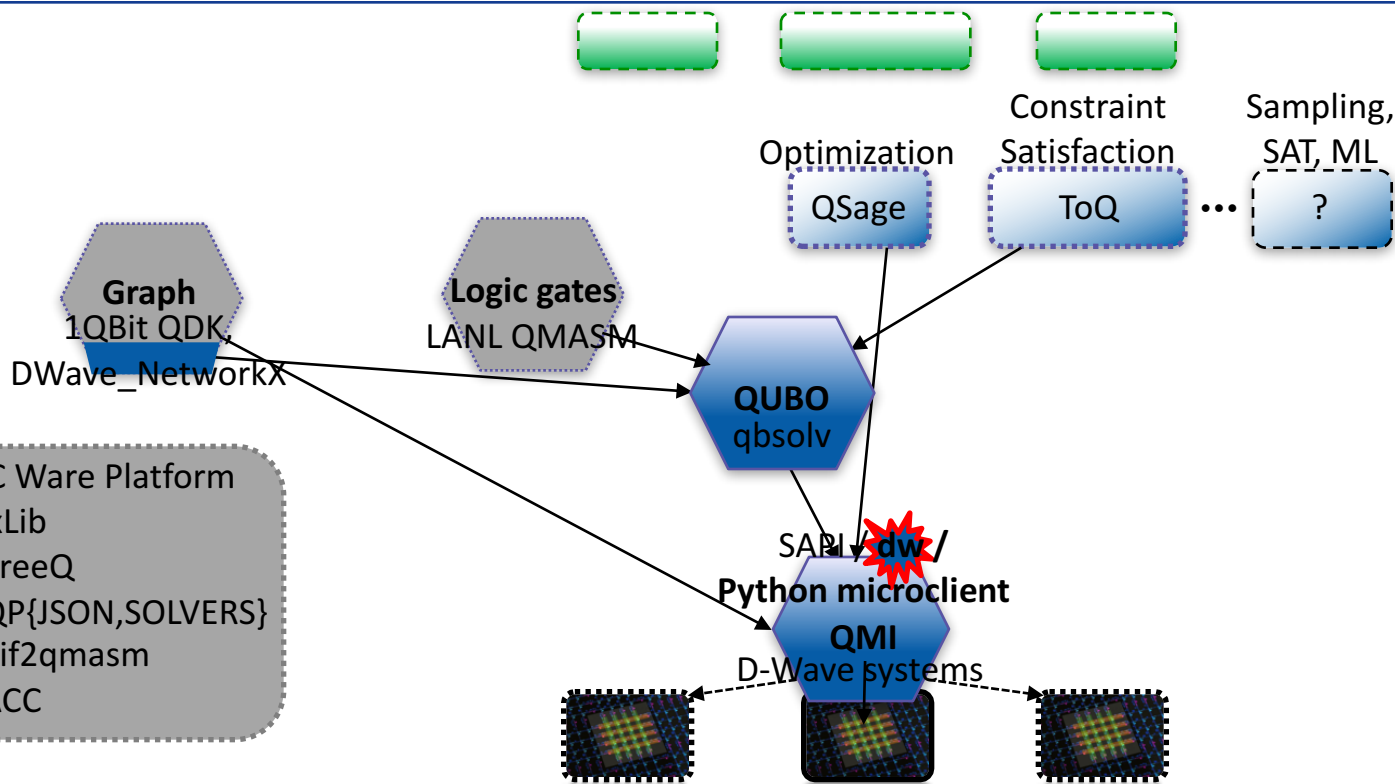 Constraint
Satisfaction
Sampling,
SAT, ML
Optimization
QSage
ToQ
...
?
Graph
1QBit QDK,
DWave_NetworkX
Logic gates
LANL QMASM
QUBO
qbsolv
C Ware Platform
Lib
reeQ
QP{JSON,SOLVERS}
if2qmasm
ACC
SAPI / dw /
Python microclient
QMI
D-Wave systems